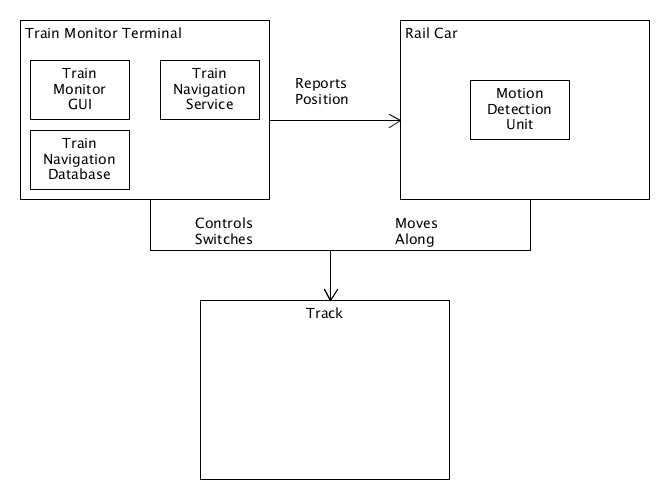 Train Monitor Terminal
Train
Monitor
GUI
Train
Navigation
Service
Train
Navigation
Database
Reports
Position
Rail Car
Motion
Detection
Unit
Controls
Switches
Moves
Along
Track